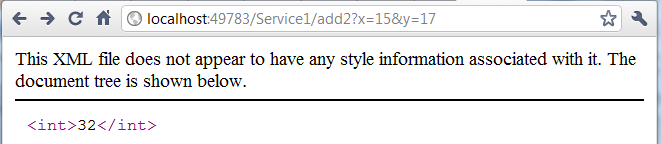 localhost:49783/Service1/add2?x=15&y=17
This XML file does not appear to have any style information associated with it. The
document tree is shown below.
<int>32</int>